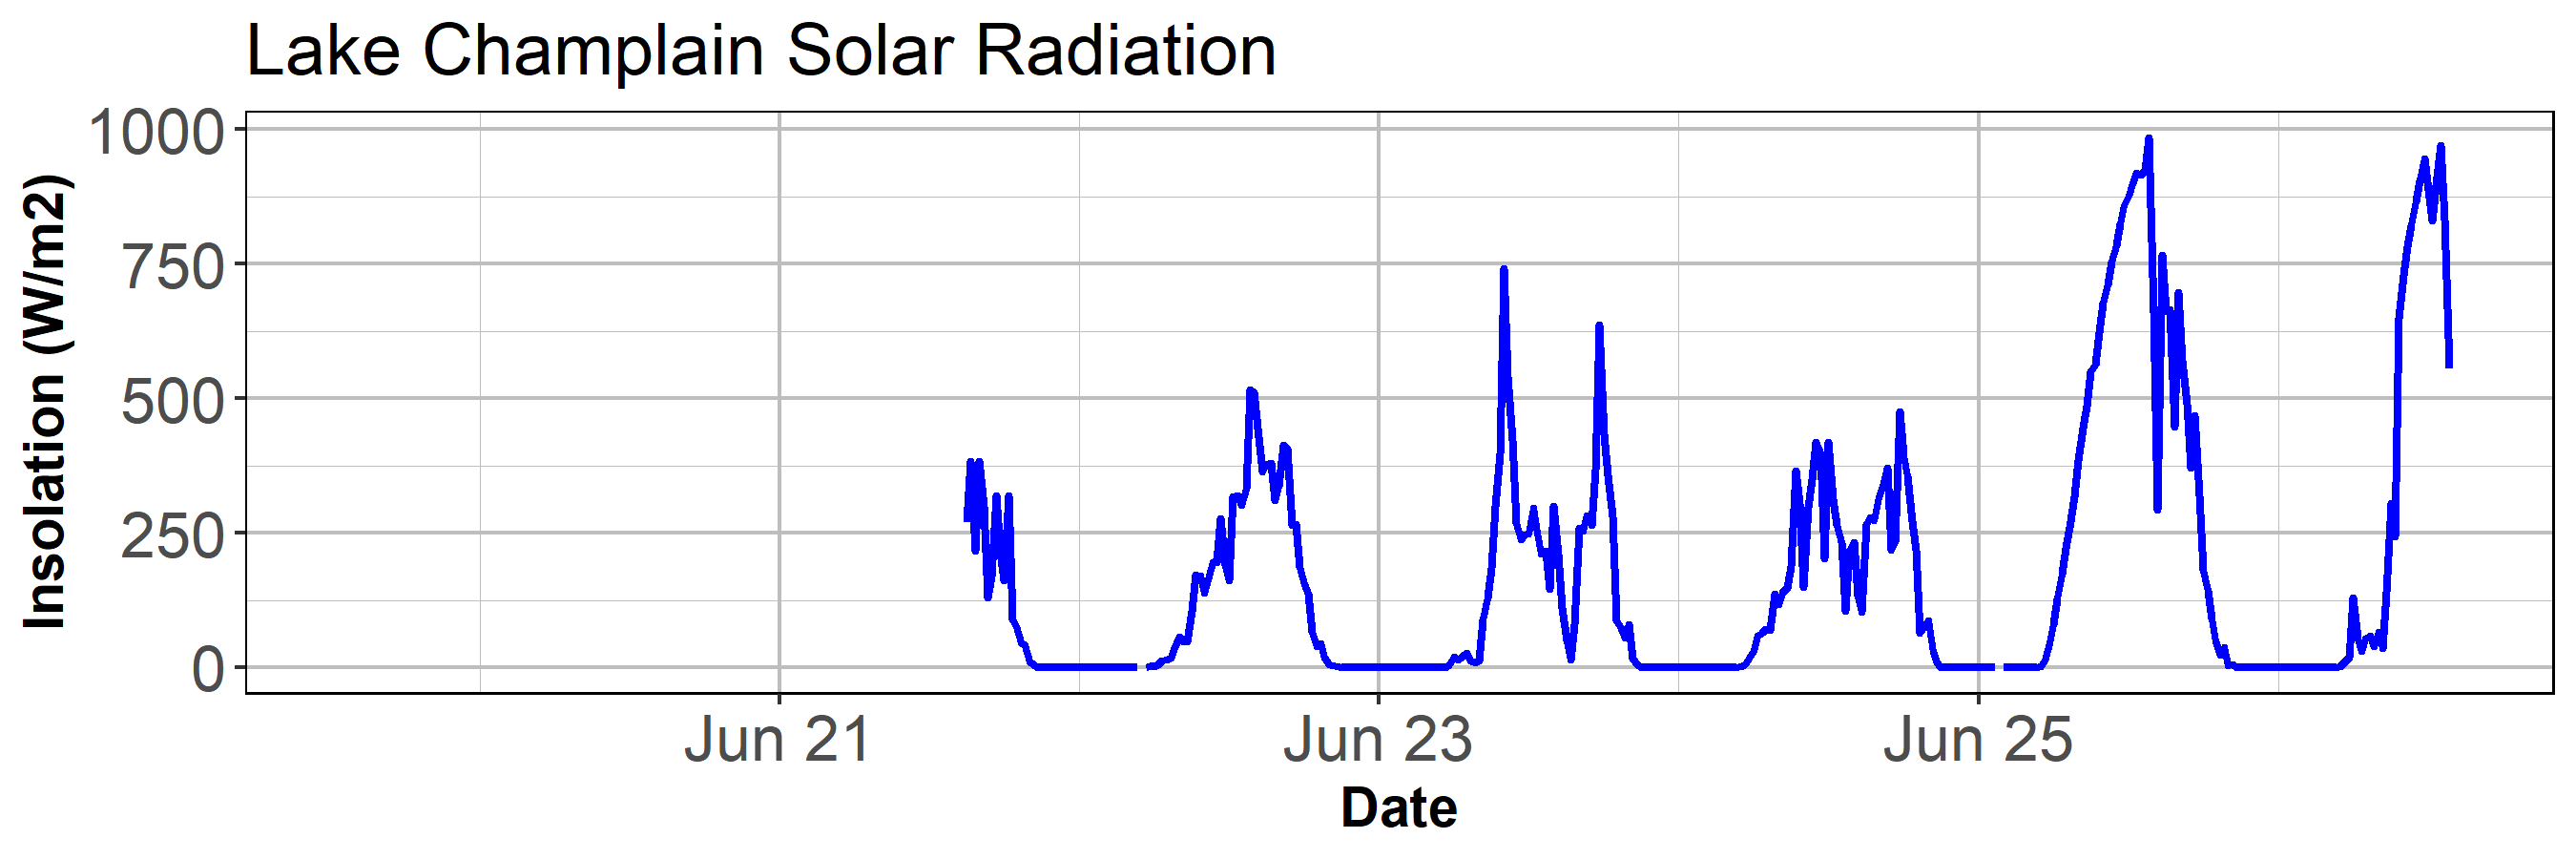 Lake Champlain Solar Radiation
Insolation (W/m2)
1000
750
500
250
0
Jun 21
Jun 23
Jun 25
Date